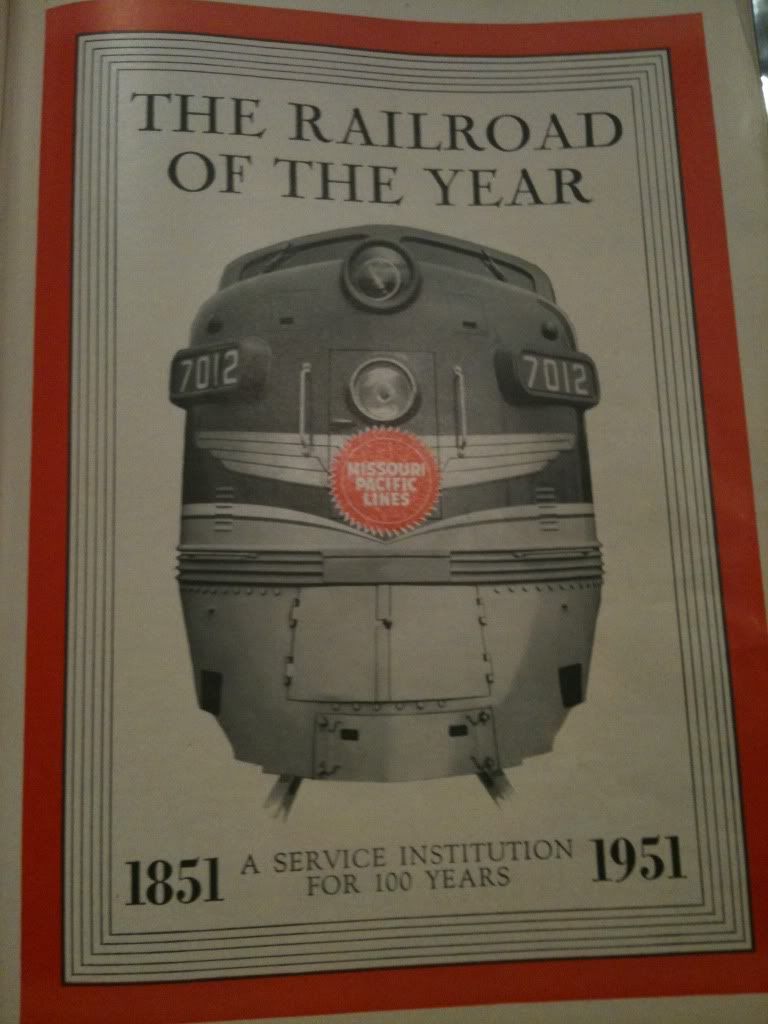 THE RAILROAD
OF THE YEAR
7012
7012
MISSOURI
PACIFIC
LINES
1851
A SERVICE INSTITUTION
FOR 100 YEARS
1951